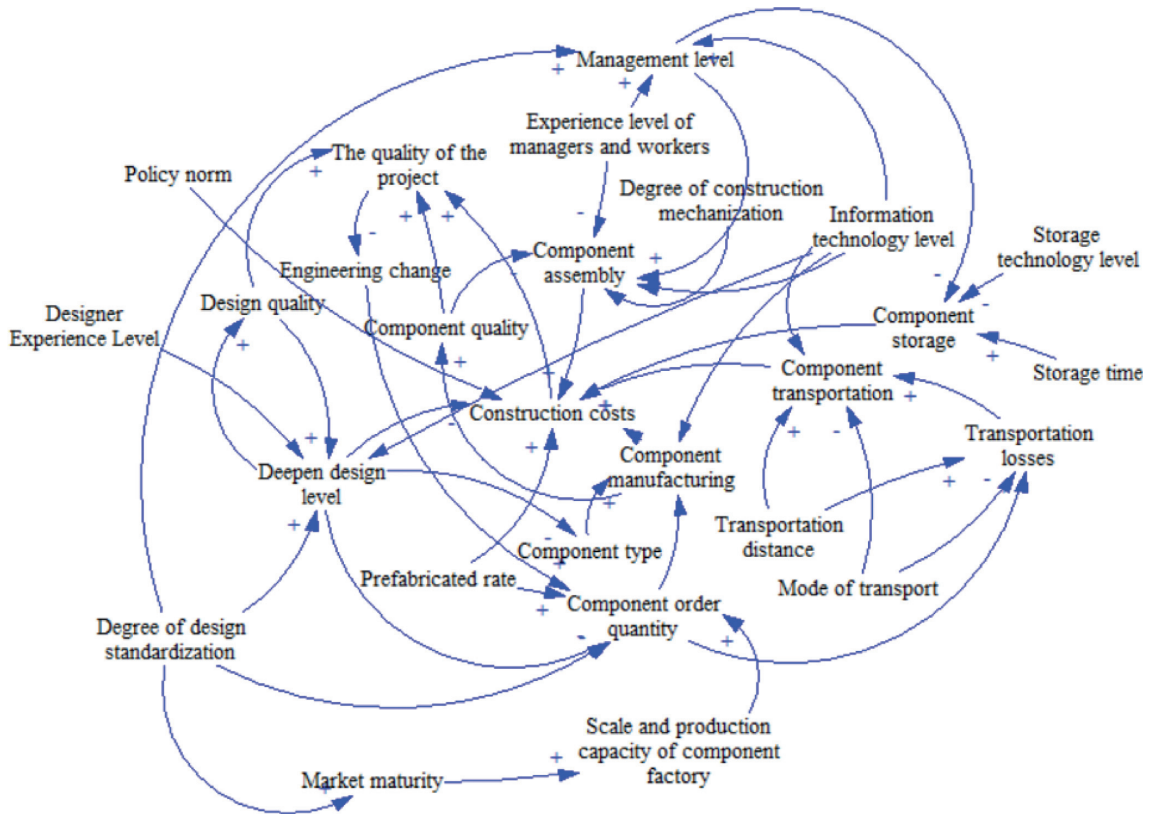 Management level
Experience level of
managers and workers
The quality of the
project
Policy norm
Degree of construction
mechanization
Information
technology level
Storage
technology level
Component
assembly
Engineering change
Design quality
Designer
Experience Level
Component quality
Component
storage
Storage time
Component
transportation
Construction costs
Transportation
losses
Component
manufacturing
Deepen design
level
Transportation
distance
Component type
Prefabricated rate
Mode of transport
Component order
quantity
Degree of design
standardization
Scale and production
capacity of component
factory
Market maturity